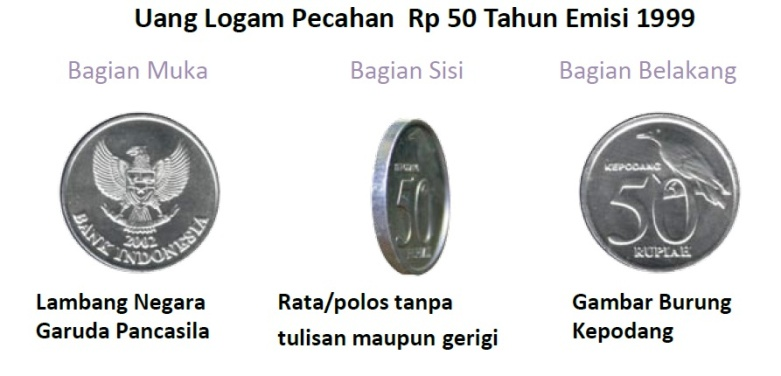 Uang Logam Pecahan Rp 50 Tahun Emisi 1999
Bagian Muka
Bagian Sisi
Bagian Belakang
2002
BANK INDONESIA
50
KEPODANG
50
RUPIAH
Lambang Negara
Garuda Pancasila
Rata/polos tanpa
tulisan maupun gerigi
Gambar Burung
Kepodang